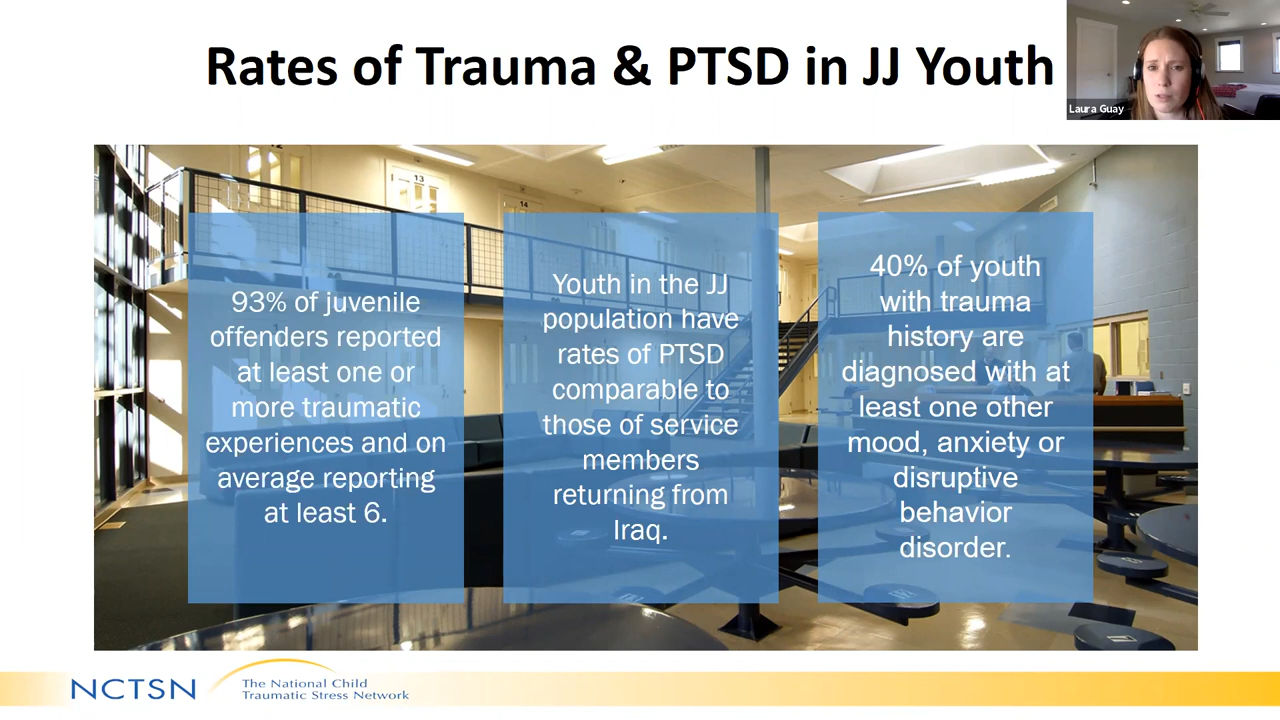 Rates of Trauma & PTSD in JJ Youth
Laura Guay
13
14
93% of juvenile
offenders reported
at least one or
more traumatic
experiences and on
average reporting
at least 6.
Youth in the JJ
population have
rates of PTSD
comparable to
those of service
members
returning from
Iraq.
40% of youth
with trauma
history are
diagnosed with at
least one other
mood, anxiety or
disruptive
behavior
disorder.
NCTSN
The National Child
Traumatic Stress Network